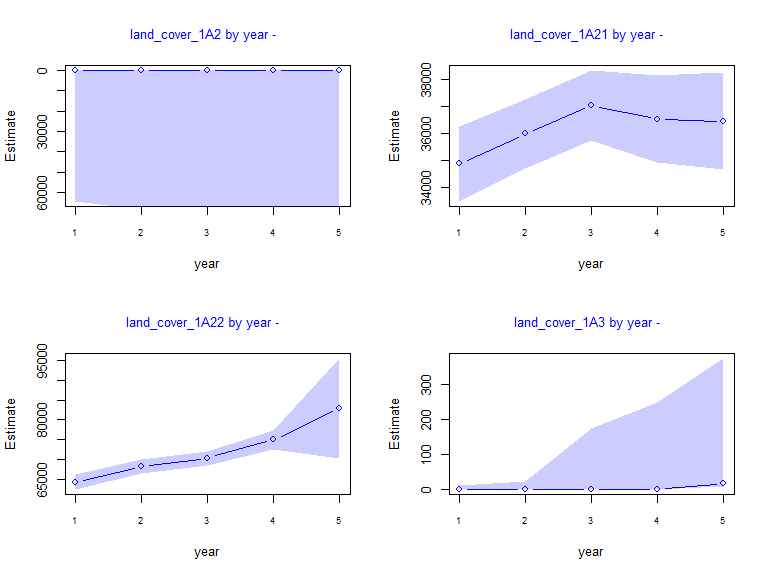 land_cover_1A2 by year -
0
30000
60000
Estimate
1 2 3 4 5
year
land_cover_1A21 by year -
38000
36000
34000
Estimate
1 2 3 4 5
year
land_cover_1A22 by year -
95000
80000
65000
Estimate
1 2 3 4 5
year
land_cover_1A3 by year -
300
200
100
0
Estimate
1 2 3 4 5
year